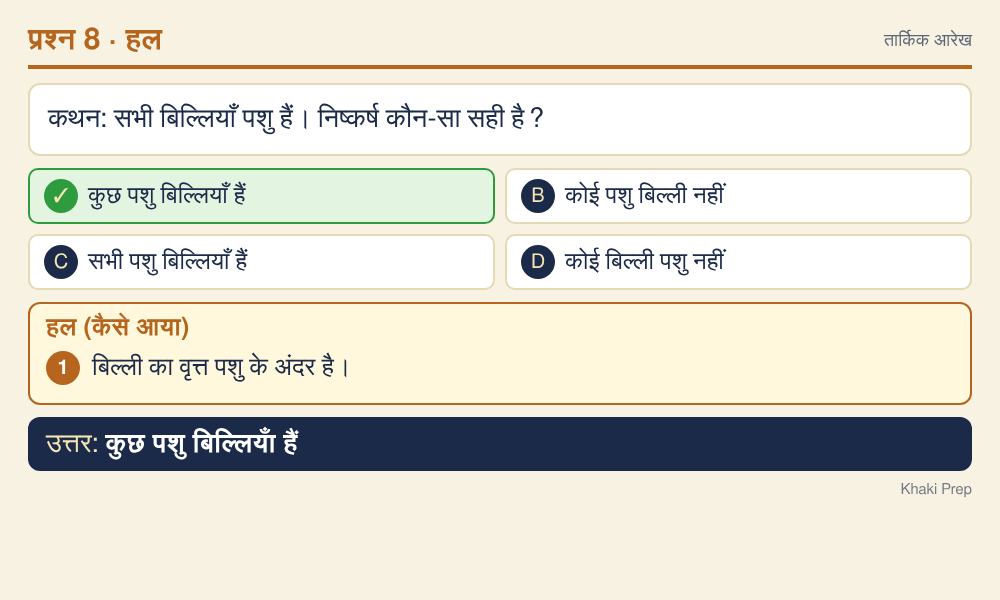 प्रश्न 8 · हल
तार्किक आरेख
कथन: सभी बिल्लियाँ पशु हैं। निष्कर्ष कौन-सा सही है?
✓ कुछ पशु बिल्लियाँ हैं
B कोई पशु बिल्ली नहीं
C सभी पशु बिल्लियाँ हैं
D कोई बिल्ली पशु नहीं
हल (कैसे आया)
1 बिल्ली का वृत्त पशु के अंदर है।
उत्तर: कुछ पशु बिल्लियाँ हैं
Khaki Prep